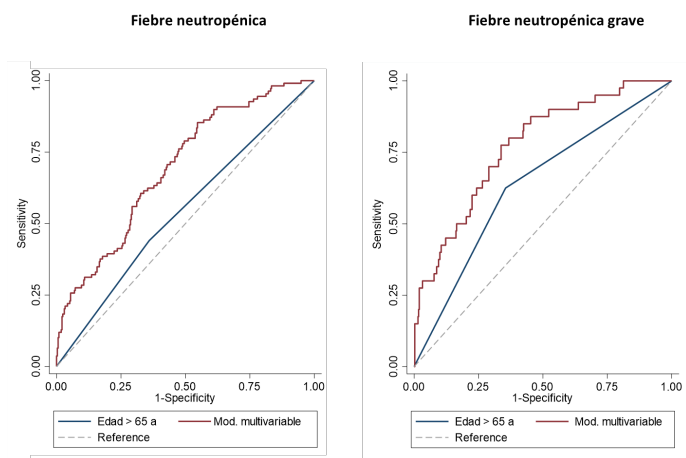 Fiebre neutropénica
Sensitivity
1.00
0.75
0.50
0.25
0.00
0.00 0.25 0.50 0.75 1.00
1-Specificity
Edad > 65 a
Mod. multivariable
Reference
Fiebre neutropénica grave
Sensitivity
1.00
0.75
0.50
0.25
0.00
0.00 0.25 0.50 0.75 1.00
1-Specificity
Edad > 65 a
Mod. multivariable
Reference